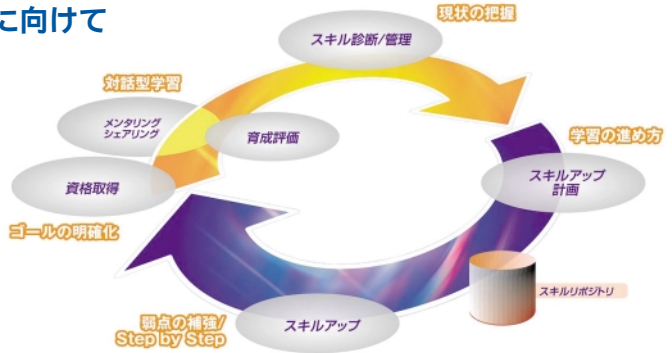 に向けて
現状の把握
スキル診断/管理
対話型学習
メンタリング
シェアリング
育成評価
学習の進め方
資格取得
スキルアップ
計画
ゴールの明確化
スキルリポジトリ
弱点の補強/
Step by Step
スキルアップ